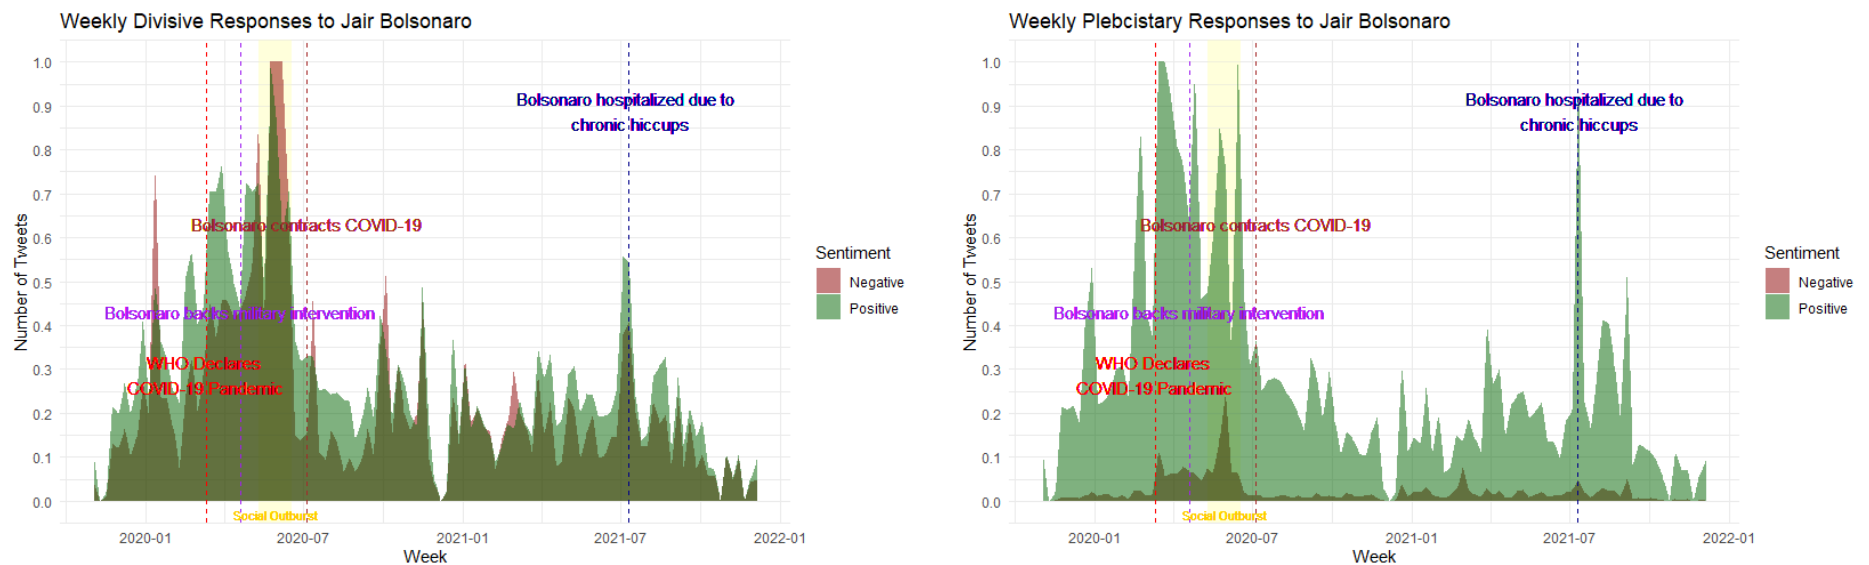 Weekly Divisive Responses to Jair Bolsonaro
Number of Tweets
1.0
0.9
0.8
0.7
0.6
0.5
0.4
0.3
0.2
0.1
0.0
Bolsonaro hospitalized due to
chronic hiccups
Bolsonaro contracts COVID-19
Bolsonaro backs military intervention
WHO Declares
COVID-19 Pandemic
Social Outburst
2020-01
2020-07
2021-01
2021-07
2022-01
Week
Sentiment
Negative
Positive
Weekly Plebcistary Responses to Jair Bolsonaro
Number of Tweets
1.0
0.9
0.8
0.7
0.6
0.5
0.4
0.3
0.2
0.1
0.0
Bolsonaro hospitalized due to
chronic hiccups
Bolsonaro contracts COVID-19
Bolsonaro backs military intervention
WHO Declares
COVID-19 Pandemic
Social Outburst
2020-01
2020-07
2021-01
2021-07
2022-01
Week
Sentiment
Negative
Positive